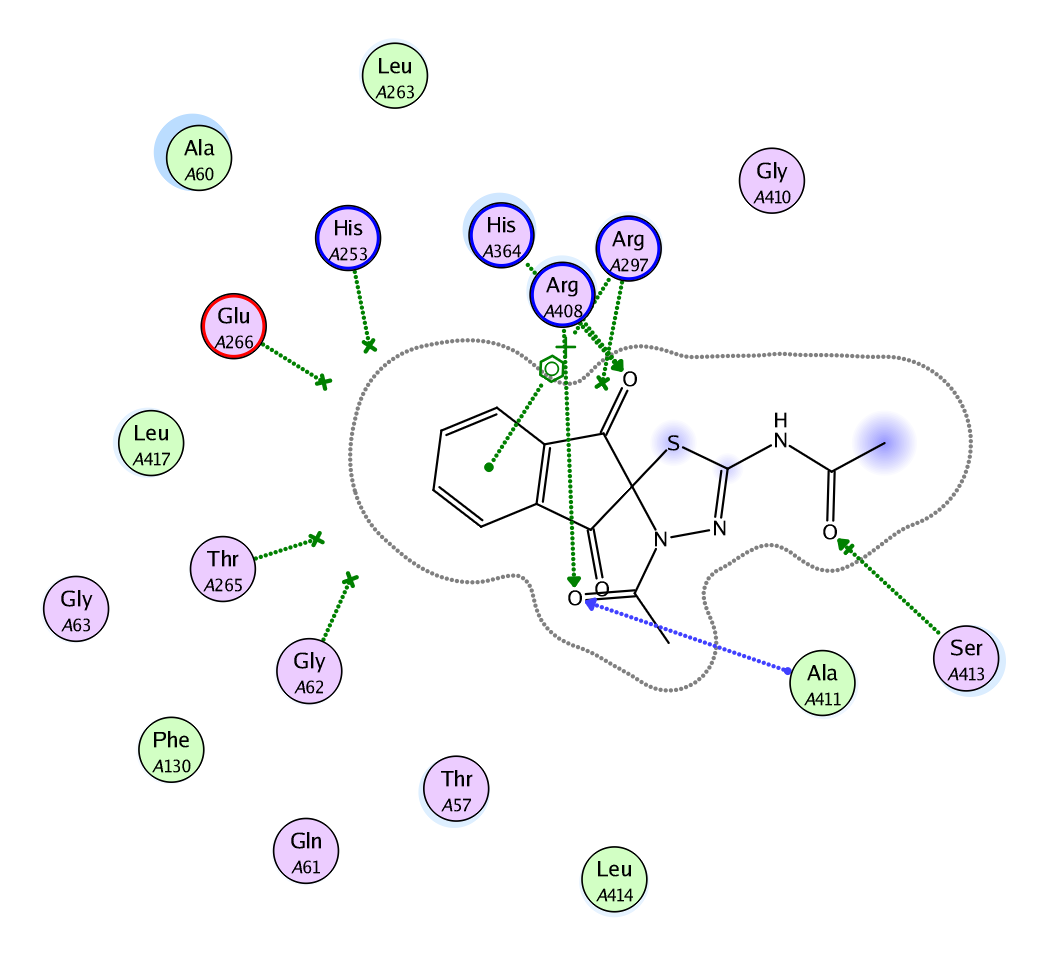 Leu
A263
Ala
A60
Gly
A410
His
A253
His
A364
Arg
A297
Arg
A408
Glu
A266
O
Leu
A417
H
N
S
O
N
N
Thr
A265
O
O
Gly
A63
Gly
A62
Ser
A413
Ala
A411
Phe
A130
Thr
A57
Gln
A61
Leu
A414